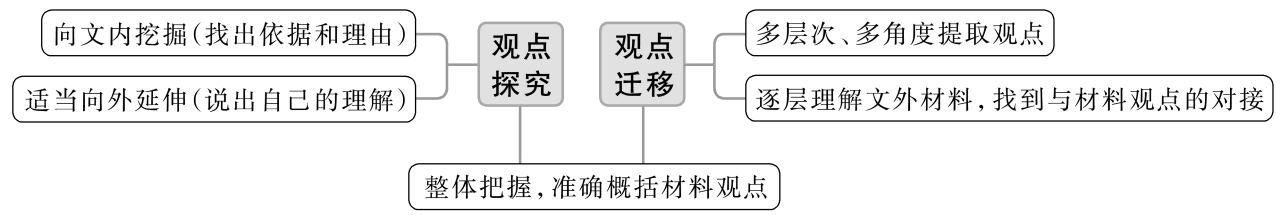 向文内挖掘(找出依据和理由)
适当向外延伸(说出自己的理解)
观点
探究
观点
迁移
多层次、多角度提取观点
逐层理解文外材料,找到与材料观点的对接
整体把握,准确概括材料观点